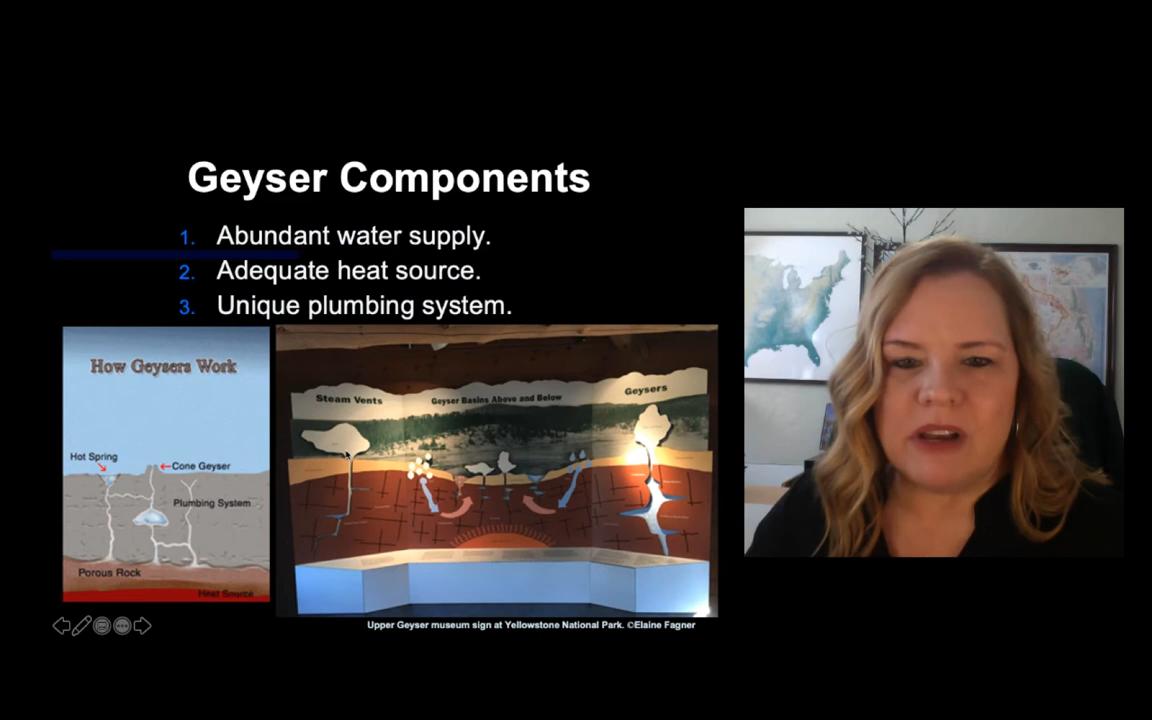 Geyser Components
1. Abundant water supply.
2. Adequate heat source.
3. Unique plumbing system.
How Geysers Work
Hot Spring
Cone Geyser
Plumbing System
Porous Rock
Heat Source
Steam Vents
Geyser Basins Above and Below
Geysers
Upper Geyser museum sign at Yellowstone National Park. ©Elaine Fagner